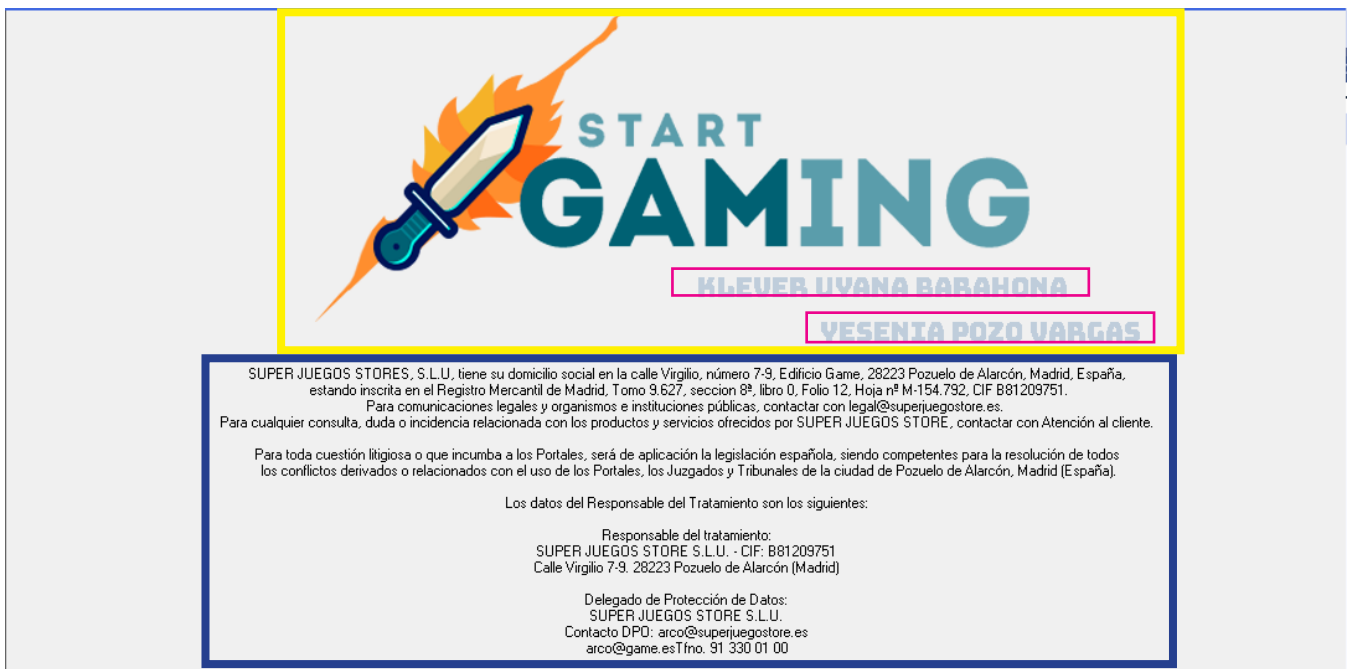 START
GAMING
KLEVER UYANA BARAHONA
YESENIA POZO VARGAS
SUPER JUEGOS STORES, S.L.U, tiene su domicilio social en la calle Virgilio, número 7-9, Edificio Game, 28223 Pozuelo de Alarcón, Madrid, España,
estando inscrita en el Registro Mercantil de Madrid, Tomo 9.627, seccion 8ª, libro 0, Folio 12, Hoja nº M-154.792, CIF B81209751.
Para comunicaciones legales y organismos e instituciones públicas, contactar con legal@superjuegostore.es.
Para cualquier consulta, duda o incidencia relacionada con los productos y servicios ofrecidos por SUPER JUEGOS STORE, contactar con Atención al cliente.
Para toda cuestión litigiosa o que incumba a los Portales, será de aplicación la legislación española, siendo competentes para la resolución de todos
los conflictos derivados o relacionados con el uso de los Portales, los Juzgados y Tribunales de la ciudad de Pozuelo de Alarcón, Madrid (España).
Los datos del Responsable del Tratamiento son los siguientes:
Responsable del tratamiento:
SUPER JUEGOS STORE S.L.U. - CIF: B81209751
Calle Virgilio 7-9. 28223 Pozuelo de Alarcón (Madrid)
Delegado de Protección de Datos:
SUPER JUEGOS STORE S.L.U.
Contacto DPO: arco@superjuegostore.es
arco@game.esTfno. 91 330 01 00